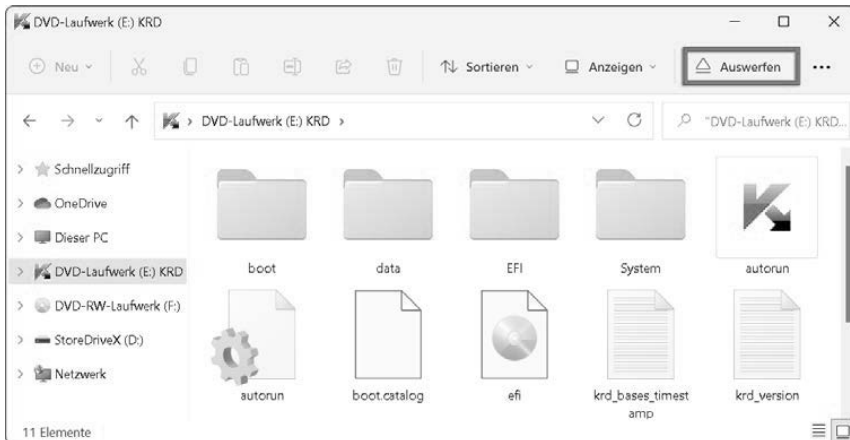 DVD-Laufwerk (E:) KRD
Neu
Sortieren
Anzeigen
Auswerfen
DVD-Laufwerk (E:) KRD
"DVD-Laufwerk (E:) KRD...
Schnellzugriff
OneDrive
Dieser PC
DVD-Laufwerk (E:) KRD
DVD-RW-Laufwerk (F:)
StoreDriveX (D:)
Netzwerk
boot
data
EFI
System
autorun
autorun
boot.catalog
efi
krd_bases_timest
amp
krd_version
11 Elemente